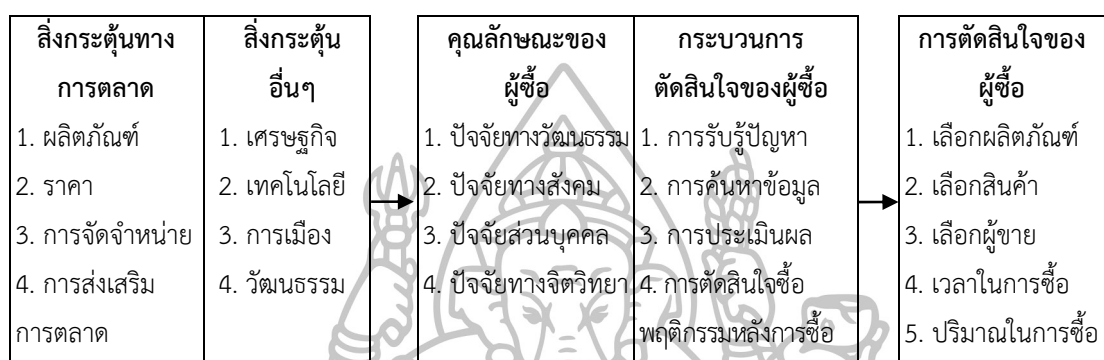 สิ่งกระตุ้นทาง
การตลาด
1. ผลิตภัณฑ์
2. ราคา
3. การจัดจำหน่าย
4. การส่งเสริม
การตลาด
สิ่งกระตุ้น
อื่นๆ
1. เศรษฐกิจ
2. เทคโนโลยี
3. การเมือง
4. วัฒนธรรม
คุณลักษณะของ
ผู้ซื้อ
1. ปัจจัยทางวัฒนธรรม
2. ปัจจัยทางสังคม
3. ปัจจัยส่วนบุคคล
4. ปัจจัยทางจิตวิทยา
กระบวนการ
ตัดสินใจของผู้ซื้อ
1. การรับรู้ปัญหา
2. การค้นหาข้อมูล
3. การประเมินผล
4. การตัดสินใจซื้อ
พฤติกรรมหลังการซื้อ
การตัดสินใจของ
ผู้ซื้อ
1. เลือกผลิตภัณฑ์
2. เลือกสินค้า
3. เลือกผู้ขาย
4. เวลาในการซื้อ
5. ปริมาณในการซื้อ